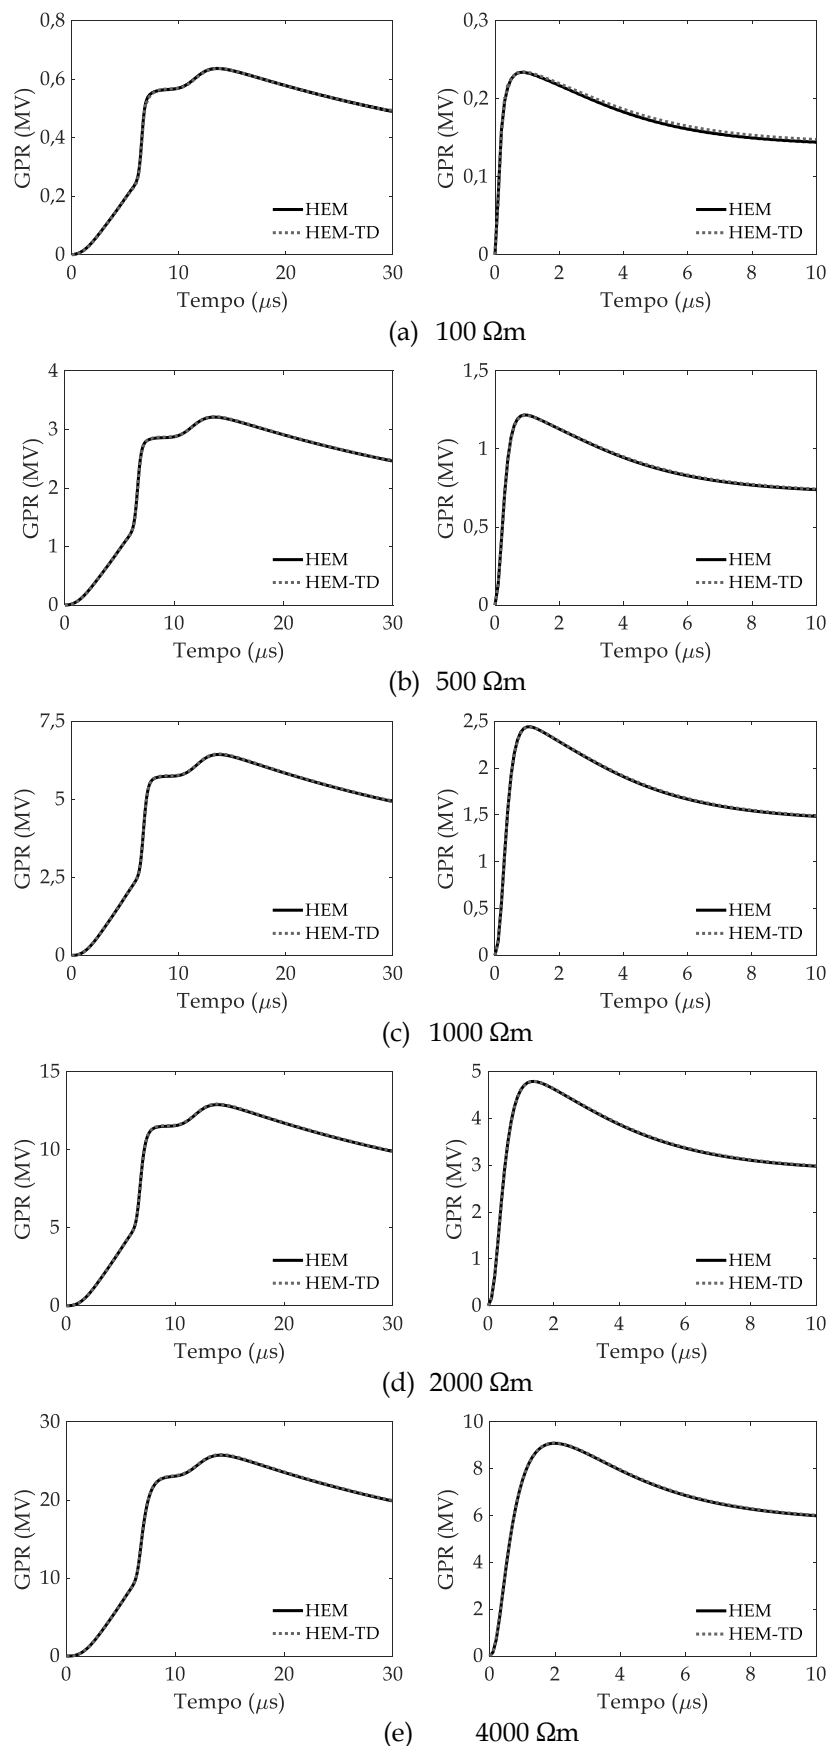 0,8
0,6
0,4
0,2
0
GPR (MV)
HEM
HEM-TD
0 10 20 30
Tempo (μs)
0,3
0,2
0,1
0
GPR (MV)
HEM
HEM-TD
0 2 4 6 8 10
Tempo (μs)
(a) 100 Ωm
4
3
2
1
0
GPR (MV)
HEM
HEM-TD
0 10 20 30
Tempo (μs)
1,5
1
0,5
0
GPR (MV)
HEM
HEM-TD
0 2 4 6 8 10
Tempo (μs)
(b) 500 Ωm
7,5
5
2,5
0
GPR (MV)
HEM
HEM-TD
0 10 20 30
Tempo (μs)
2,5
2
1,5
1
0,5
0
GPR (MV)
HEM
HEM-TD
0 2 4 6 8 10
Tempo (μs)
(c) 1000 Ωm
15
10
5
0
GPR (MV)
HEM
HEM-TD
0 10 20 30
Tempo (μs)
5
4
3
2
1
0
GPR (MV)
HEM
HEM-TD
0 2 4 6 8 10
Tempo (μs)
(d) 2000 Ωm
30
20
10
0
GPR (MV)
HEM
HEM-TD
0 10 20 30
Tempo (μs)
10
8
6
4
2
0
GPR (MV)
HEM
HEM-TD
0 2 4 6 8 10
Tempo (μs)
(e) 4000 Ωm